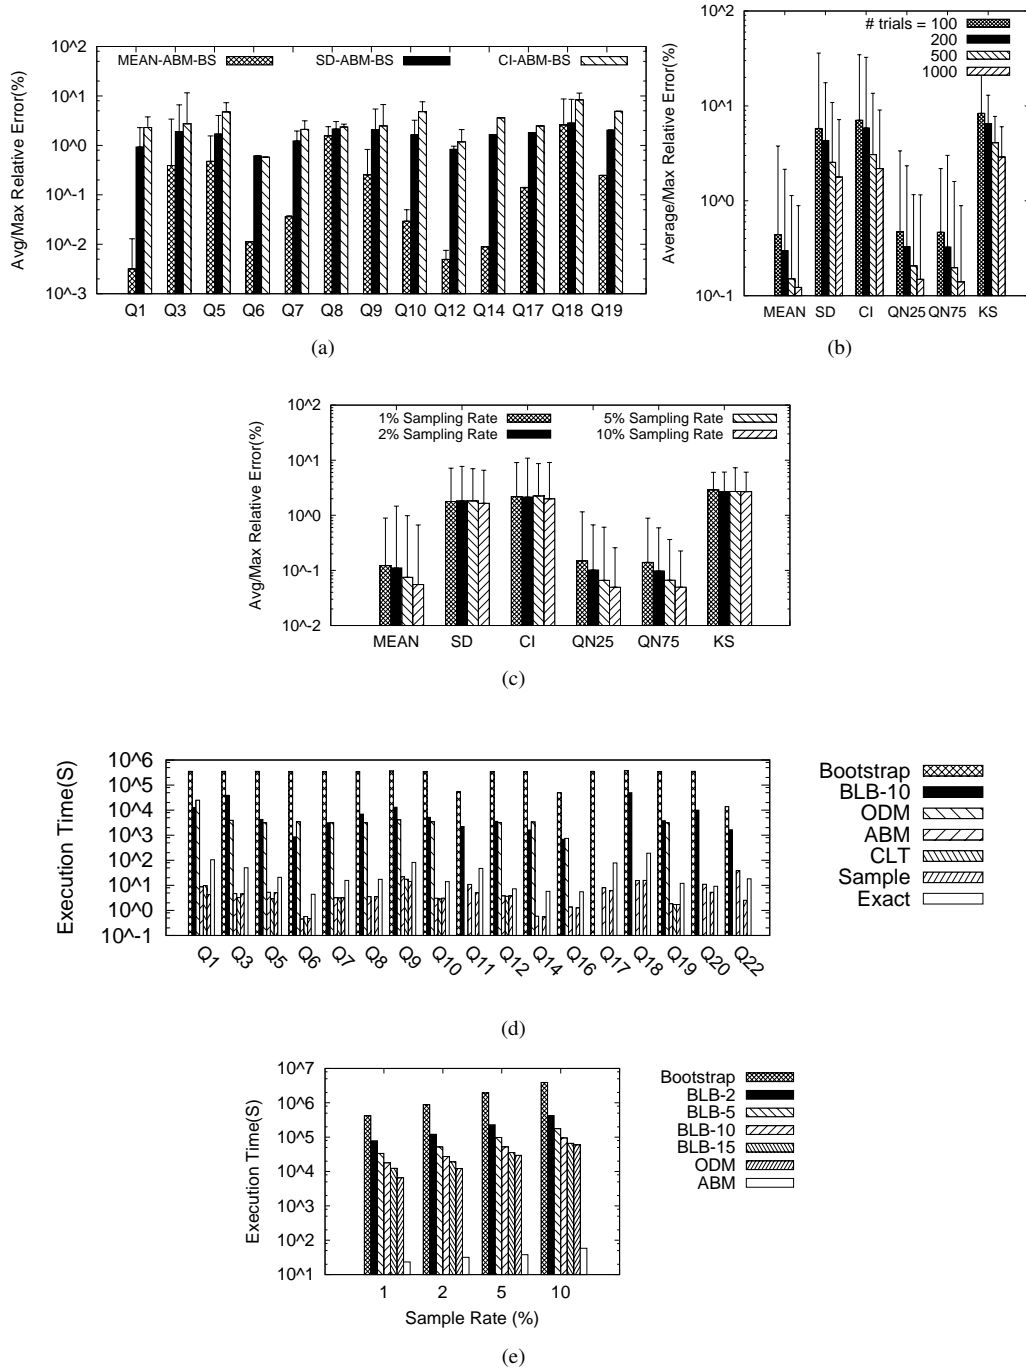 10^2
10^1
10^0
10^-1
10^-2
10^-3
Avg/Max Relative Error(%)
MEAN-ABM-BS
SD-ABM-BS
CI-ABM-BS
Q1 Q3 Q5 Q6 Q7 Q8 Q9 Q10 Q12 Q14 Q17 Q18 Q19
(a)
10^2
10^1
10^0
10^-1
Average/Max Relative Error(%)
# trials = 100
200
500
1000
MEAN SD CI QN25 QN75 KS
(b)
10^2
10^1
10^0
10^-1
10^-2
Avg/Max Relative Error(%)
1% Sampling Rate
2% Sampling Rate
5% Sampling Rate
10% Sampling Rate
MEAN SD CI QN25 QN75 KS
(c)
10^6
10^5
10^4
10^3
10^2
10^1
10^0
10^-1
Execution Time(S)
Q1 Q3 Q5 Q6 Q7 Q8 Q9 Q10 Q11 Q12 Q14 Q16 Q17 Q18 Q19 Q20 Q22
Bootstrap
BLB-10
ODM
ABM
CLT
Sample
Exact
(d)
10^7
10^6
10^5
10^4
10^3
10^2
10^1
Execution Time(S)
1 2 5 10
Sample Rate (%)
Bootstrap
BLB-2
BLB-5
BLB-10
BLB-15
ODM
ABM
(e)